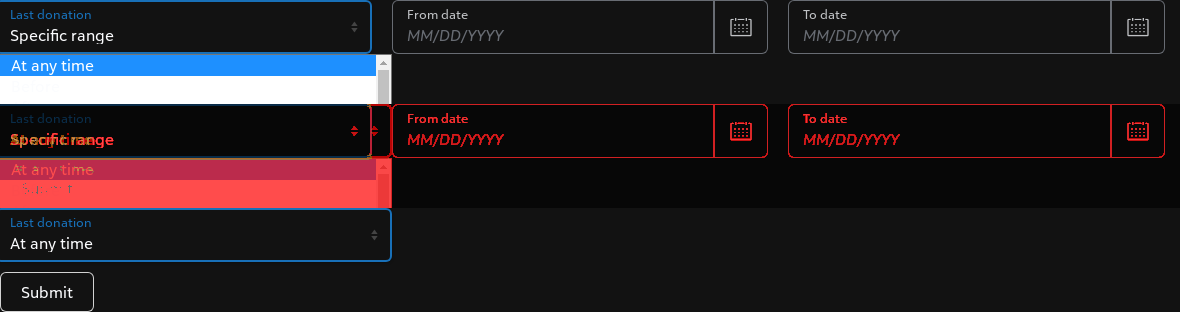 Last donation From date To date
Specific range MM/DD/YYYY MM/DD/YYYY
At any time
Last donation From date To date
Specific range MM/DD/YYYY MM/DD/YYYY
At any time
Submit
Last donation
At any time
Submit